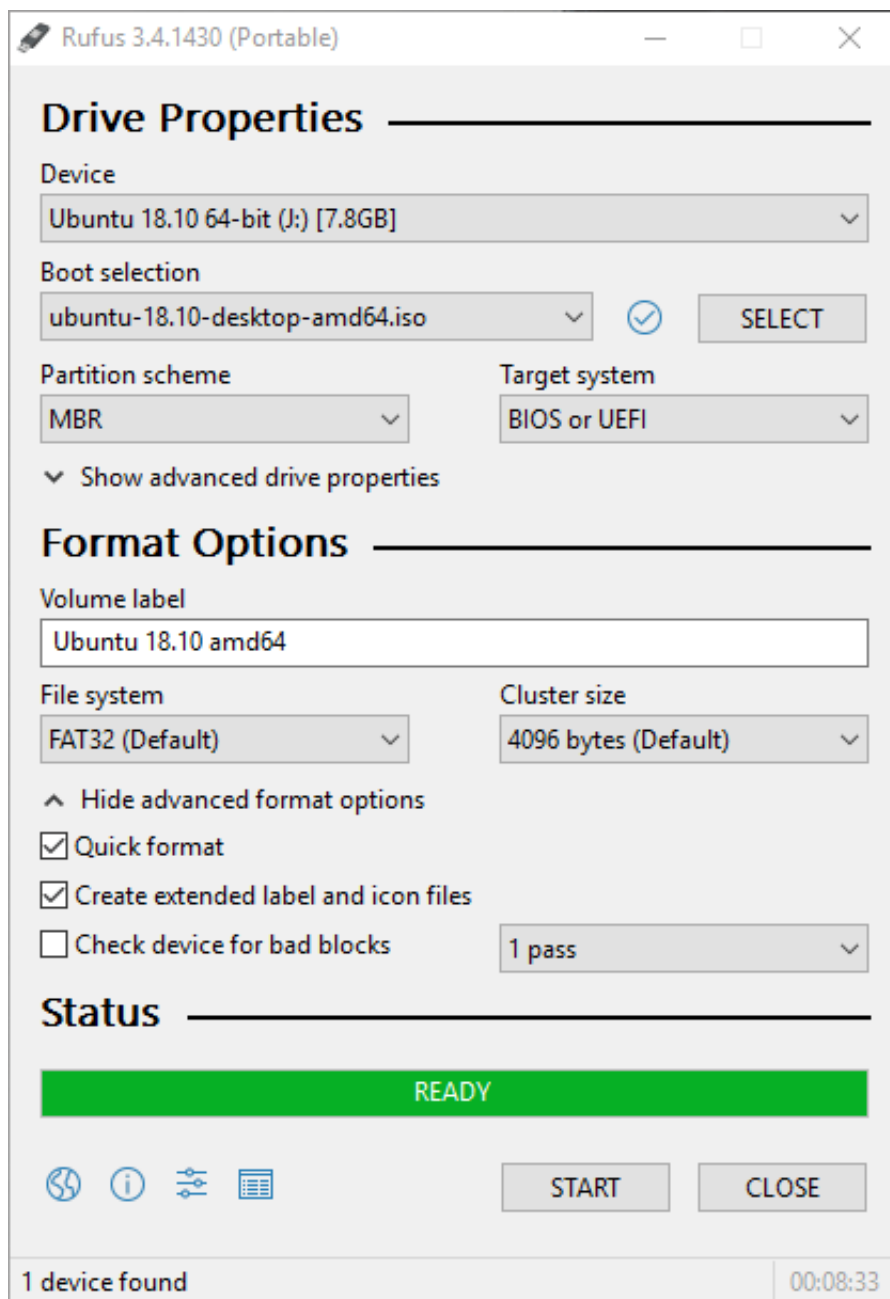 Rufus 3.4.1430 (Portable)
Drive Properties
Device
Ubuntu 18.10 64-bit (J:) [7.8GB]
Boot selection
ubuntu-18.10-desktop-amd64.iso SELECT
Partition scheme Target system
MBR BIOS or UEFI
Show advanced drive properties
Format Options
Volume label
Ubuntu 18.10 amd64
File system Cluster size
FAT32 (Default) 4096 bytes (Default)
Hide advanced format options
Quick format
Create extended label and icon files
Check device for bad blocks 1 pass
Status
READY
START CLOSE
1 device found 00:08:33